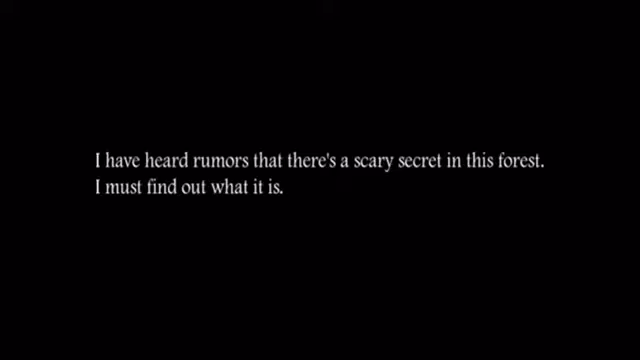 I have heard rumors that there's a scary secret in this forest.
I must find out what it is.